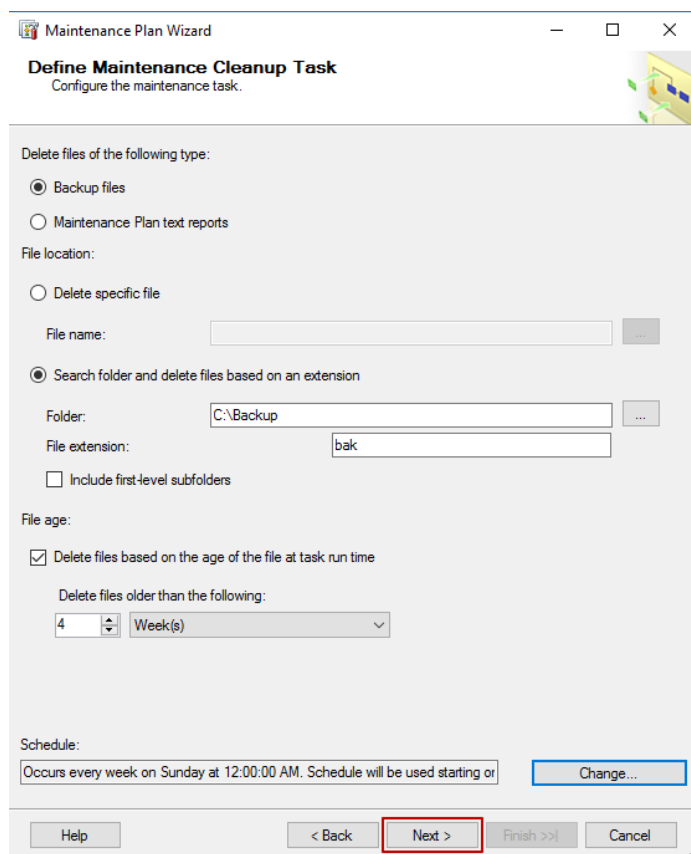 Maintenance Plan Wizard
Define Maintenance Cleanup Task
Configure the maintenance task.
Delete files of the following type:
Backup files
Maintenance Plan text reports
File location:
Delete specific file
File name:
...
Search folder and delete files based on an extension
Folder: C:\Backup ...
File extension: bak
Include first-level subfolders
File age:
Delete files based on the age of the file at task run time
Delete files older than the following:
4 Week(s)
Schedule:
Occurs every week on Sunday at 12:00:00 AM. Schedule will be used starting or Change...
Help < Back Next > Finish >>| Cancel